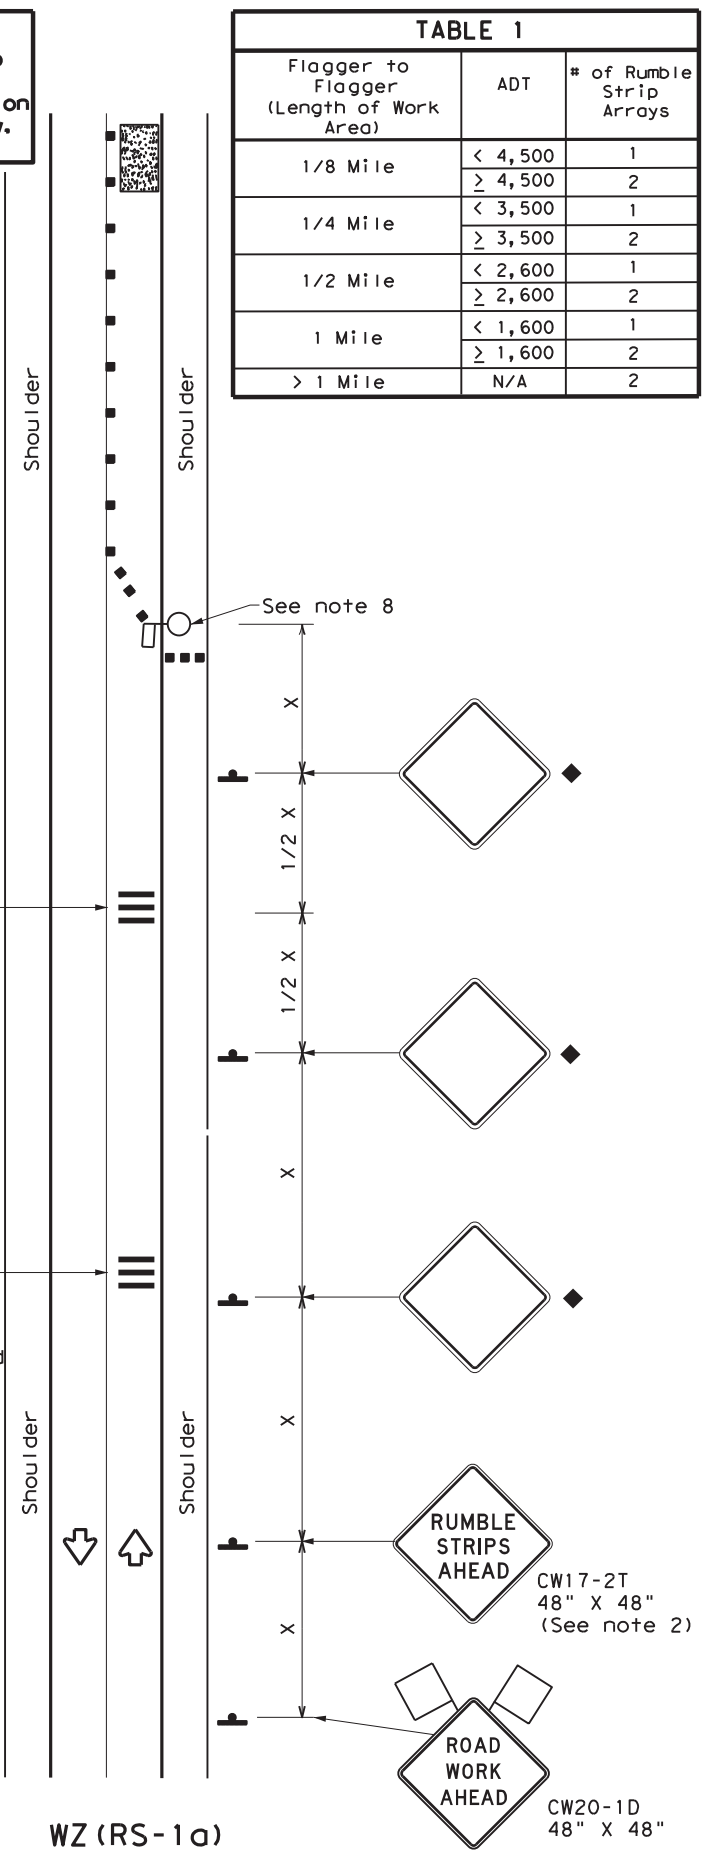 on
TABLE 1
Flagger to
Flagger
(Length of Work
Area)
ADT
# of Rumble
Strip
Arrays
1/8 Mile
< 4,500
1
≥ 4,500
2
1/4 Mile
< 3,500
1
≥ 3,500
2
1/2 Mile
< 2,600
1
≥ 2,600
2
1 Mile
< 1,600
1
≥ 1,600
2
> 1 Mile
N/A
2
Shoulder
Shoulder
See note 8
X
1/2 X
1/2 X
X
X
Shoulder
Shoulder
RUMBLE
STRIPS
AHEAD
CW17-2T
48" X 48"
(See note 2)
X
ROAD
WORK
AHEAD
CW20-1D
48" X 48"
WZ(RS-1a)